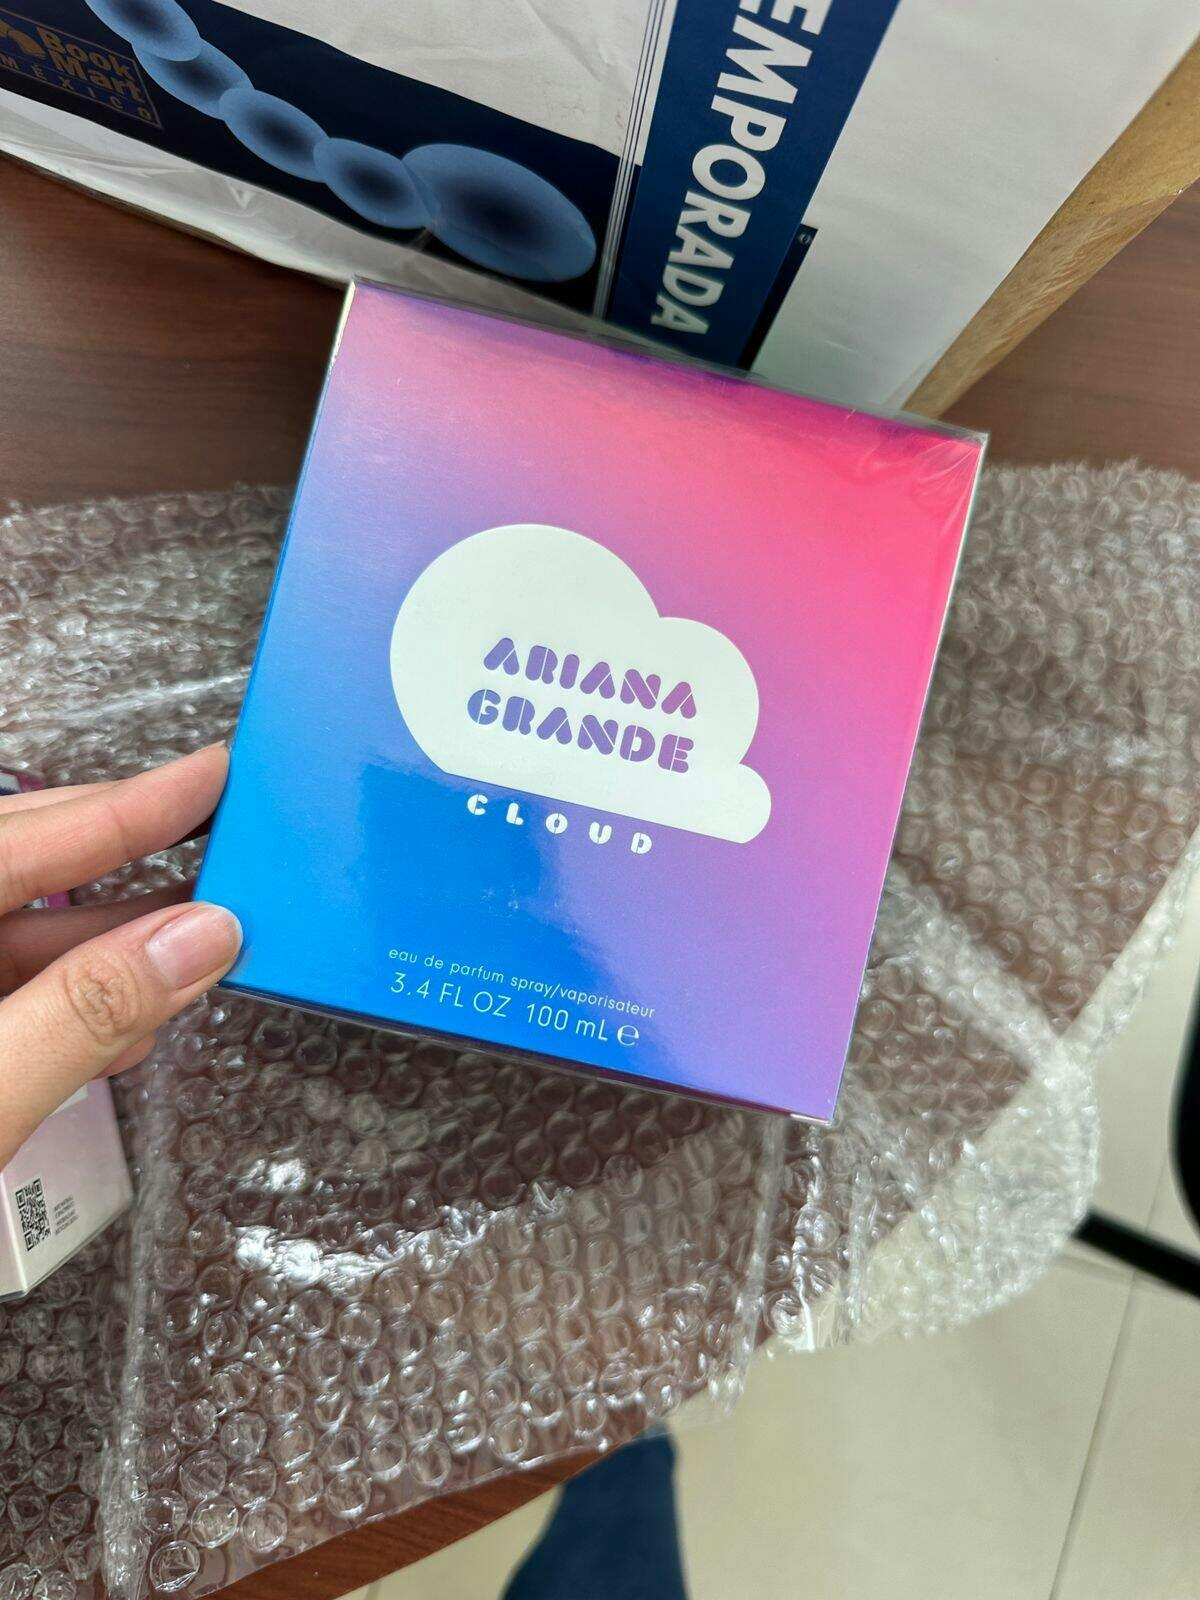 Book
Mart
MÉXICO
EMPORADA
ARIANA
GRANDE
CLOUD
eau de parfum spray/vaporisateur
3.4 FL OZ 100 mL ℮